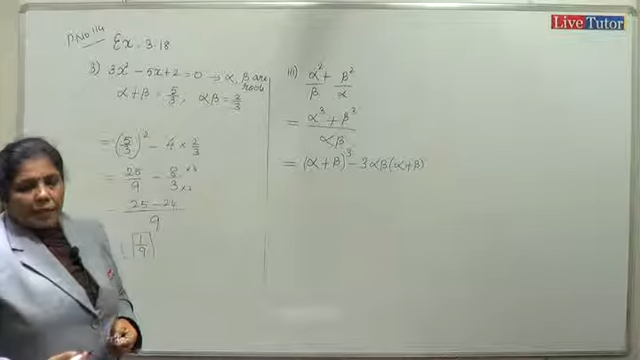 P.No 114
Ex - 3.18
3) 3x² - 5x + 2 = 0 → α, β are roots
α + β = 5/3, αβ = 2/3
= (5/3)² - 4 × 2/3
= 25/9 - 8/3 ×3 ×3
25 - 24 / 9
1/9
iii) α²/β + β²/α
= α³ + β³ / αβ
= (α + β)³ - 3αβ(α + β)
Live Tutor